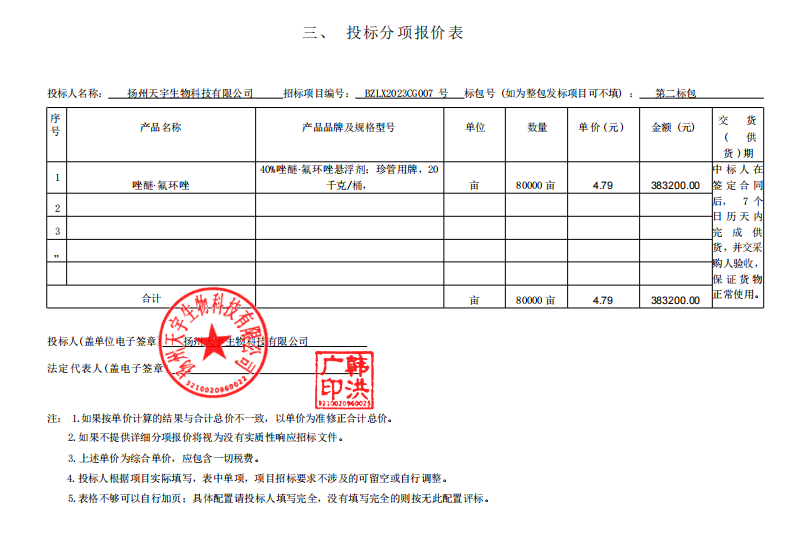 三、 投标分项报价表
投标人名称： 扬州天宇生物科技有限公司 招标项目编号： BZLX2023CG007 号 标包号 (如为整包发标项目可不填) ： 第二标包
序号 产品名称 产品品牌及规格型号 单位 数量 单价(元) 金额 (元) 交货(供货)期
1 唑醚·氟环唑 40%唑醚·氟环唑悬浮剂；珍管用牌，20千克/桶， 亩 80000 亩 4.79 383200.00 中标人在签定合同后， 7 个日历天内完成供货，并交采购人验收，保证货物正常使用。
2
3
”
合计 亩 80000 亩 4.79 383200.00
投标人(盖单位电子签章) 扬州天宇生物科技有限公司
法定代表人(盖电子签章
扬州天宇生物科技有限公司
3210020960022
韩洪广印
3210020960025
注： 1.如果按单价计算的结果与合计总价不一致，以单价为准修正合计总价。
2.如果不提供详细分项报价将视为没有实质性响应招标文件。
3.上述单价为综合单价，应包含一切税费。
4.投标人根据项目实际填写，表中单项，项目招标要求不涉及的可留空或自行调整。
5.表格不够可以自行加页；具体配置请投标人填写完全，没有填写完全的则按无此配置评标。